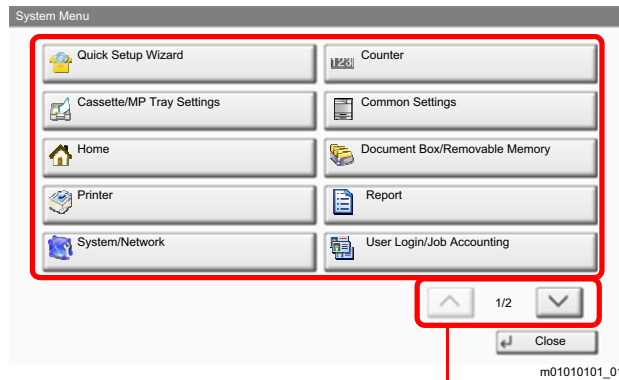 System Menu
Quick Setup Wizard
Counter
Cassette/MP Tray Settings
Common Settings
Home
Document Box/Removable Memory
Printer
Report
System/Network
User Login/Job Accounting
1/2
Close